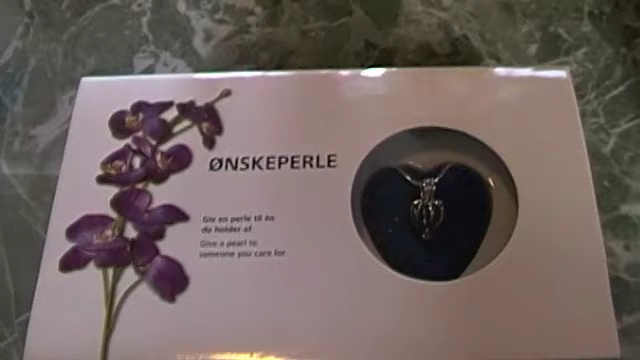 ØNSKEPERLE
Giv en perle til én
du holder af
Give a pearl to
someone you care for